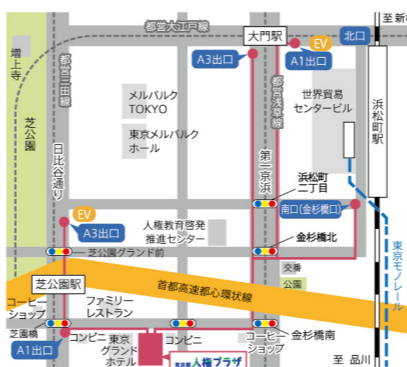 都営大江戸線
至 新
大門駅
EV
北口
A3出口
A1出口
増上寺
都営三田線
都営浅草線
メルパルク
TOKYO
世界貿易
センタービル
浜松町駅
芝公園
東京メルパルク
ホール
日比谷通り
第一京浜
浜松町
二丁目
EV
A3出口
人権教育啓発
推進センター
南口(金杉橋口)
金杉橋北
芝公園グランド前
東京モノレール
交番
公園
芝公園駅
首都高速都心環状線
コーヒー
ショップ
ファミリー
レストラン
芝園橋
A1出口
コンビニ
東京
グランド
ホテル
コンビニ
コーヒー
ショップ
金杉橋南
人権プラザ
至 品川